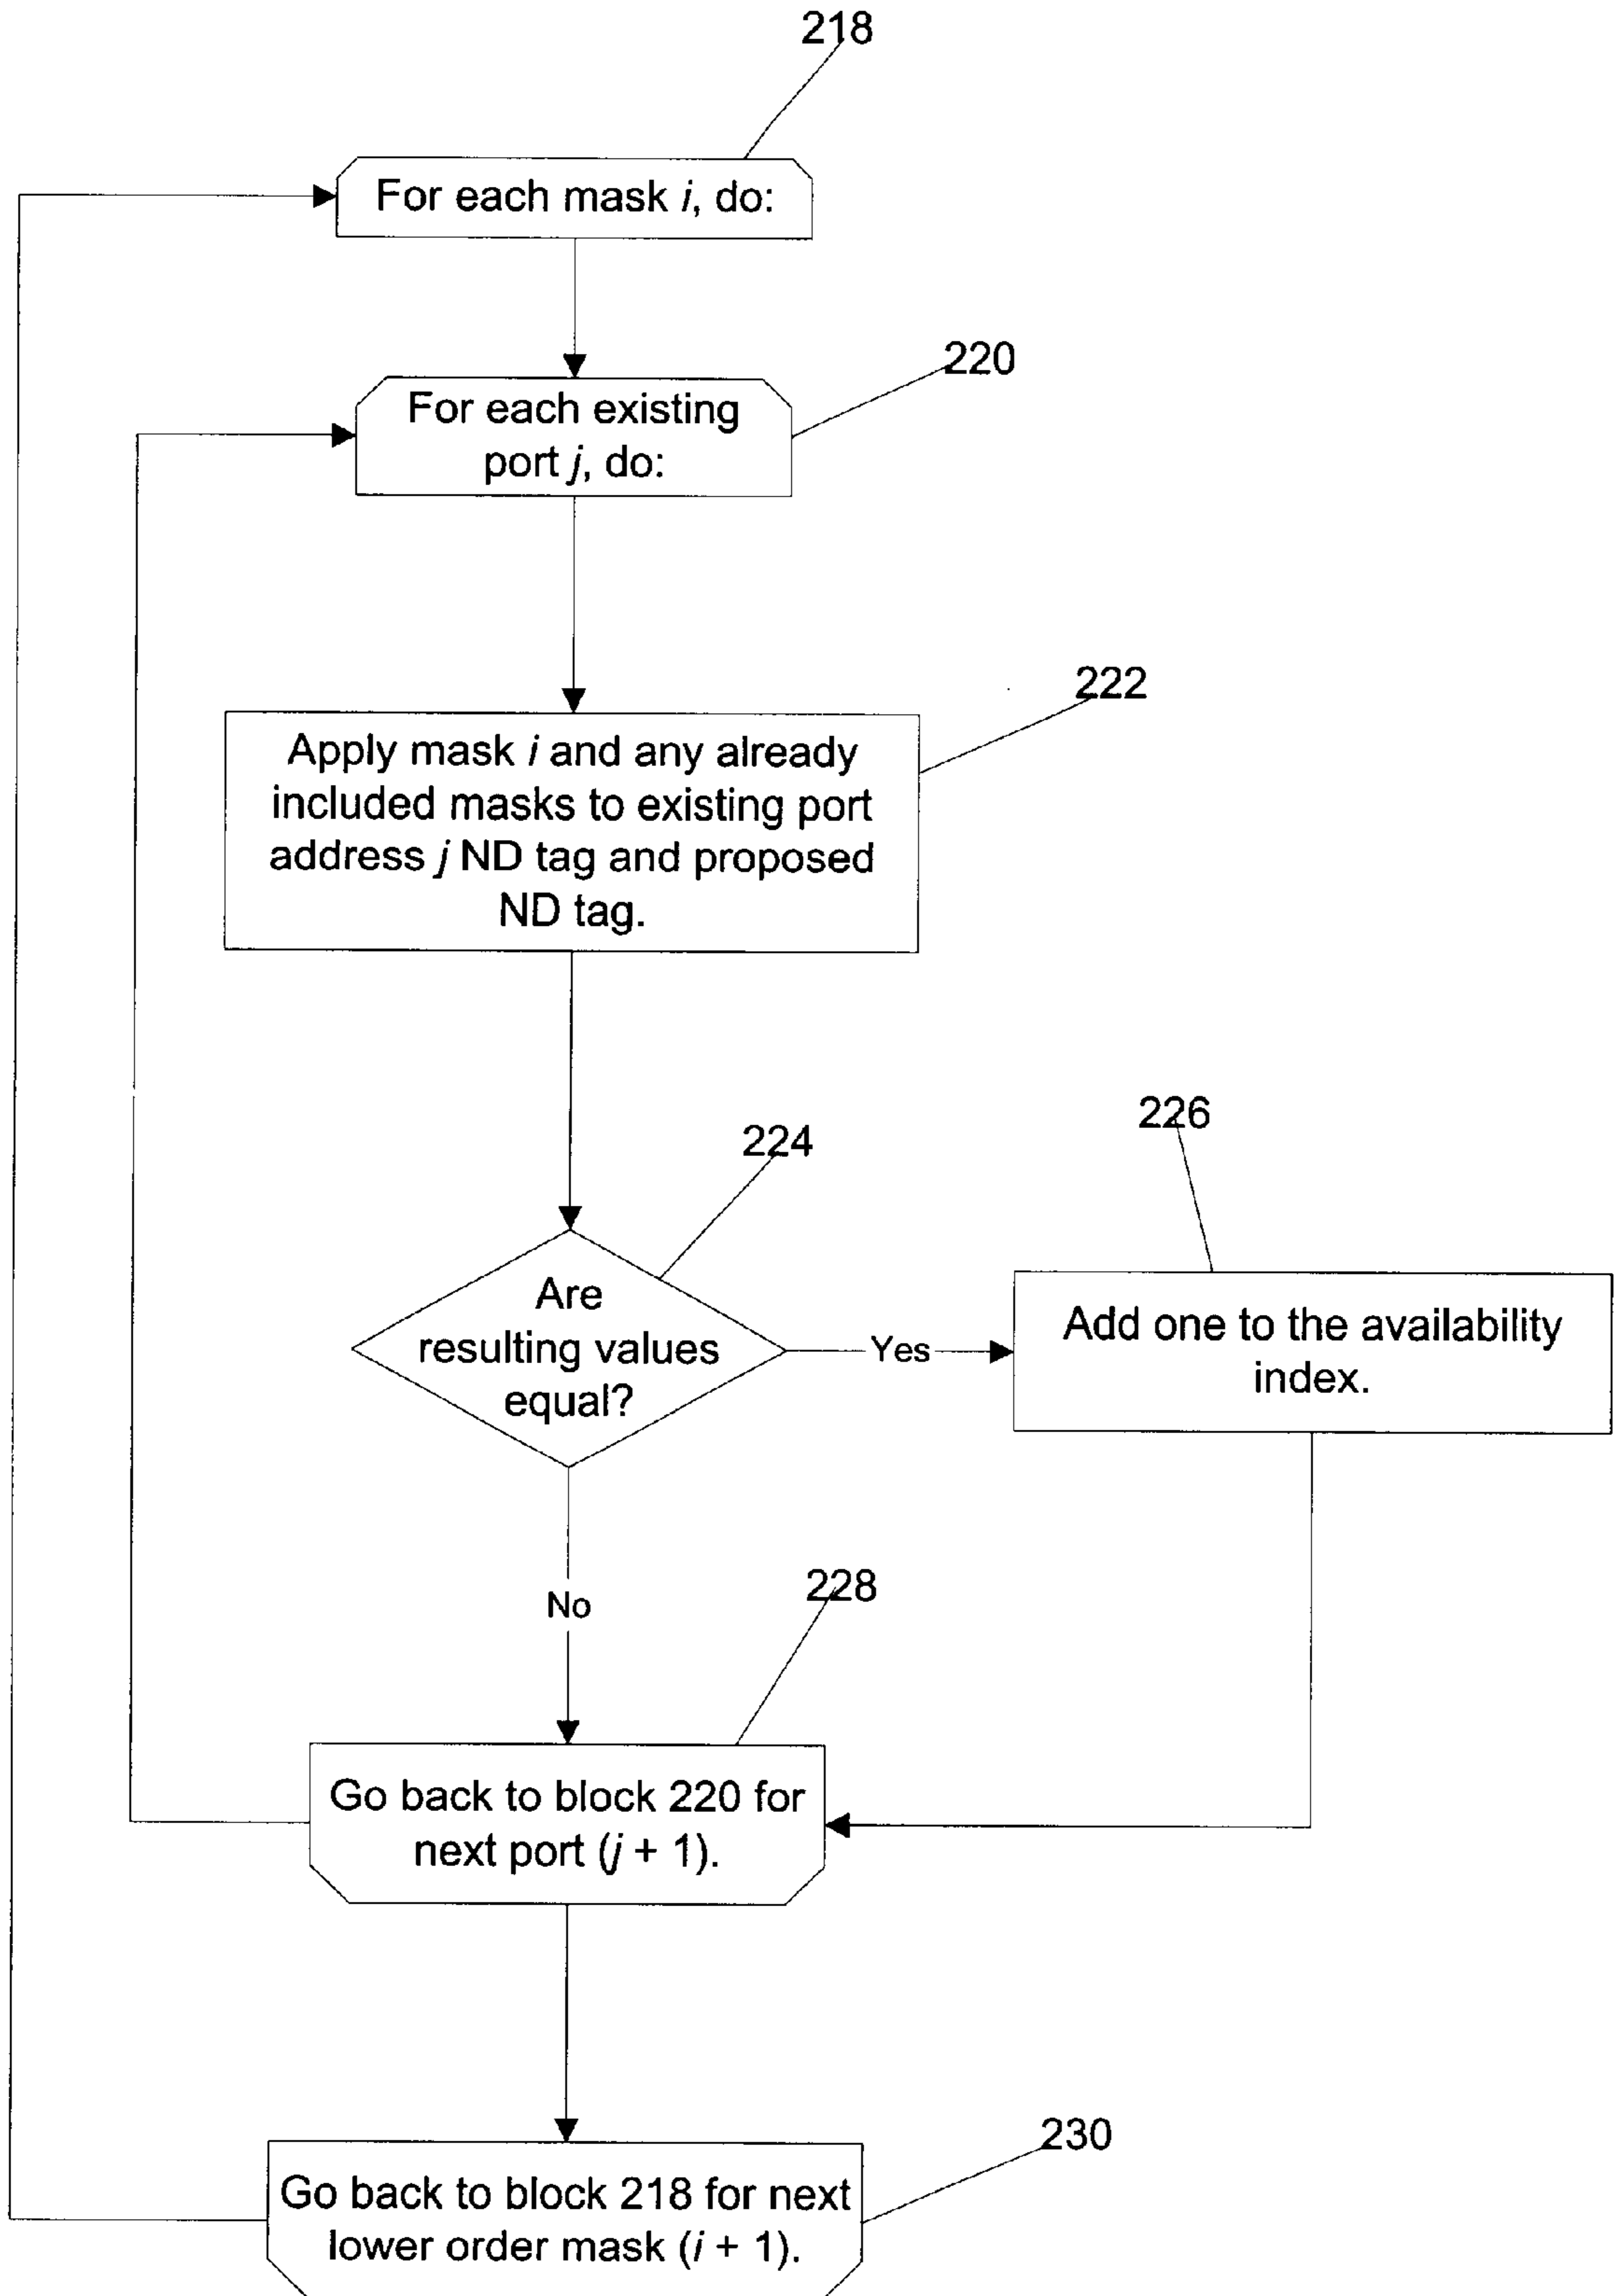 218
For each mask i, do:
220
For each existing
port j, do:
222
Apply mask i and any already
included masks to existing port
address j ND tag and proposed
ND tag.
224
226
Are
resulting values
equal?
Yes
Add one to the availability
index.
No
228
Go back to block 220 for
next port (j + 1).
230
Go back to block 218 for next
lower order mask (i + 1).